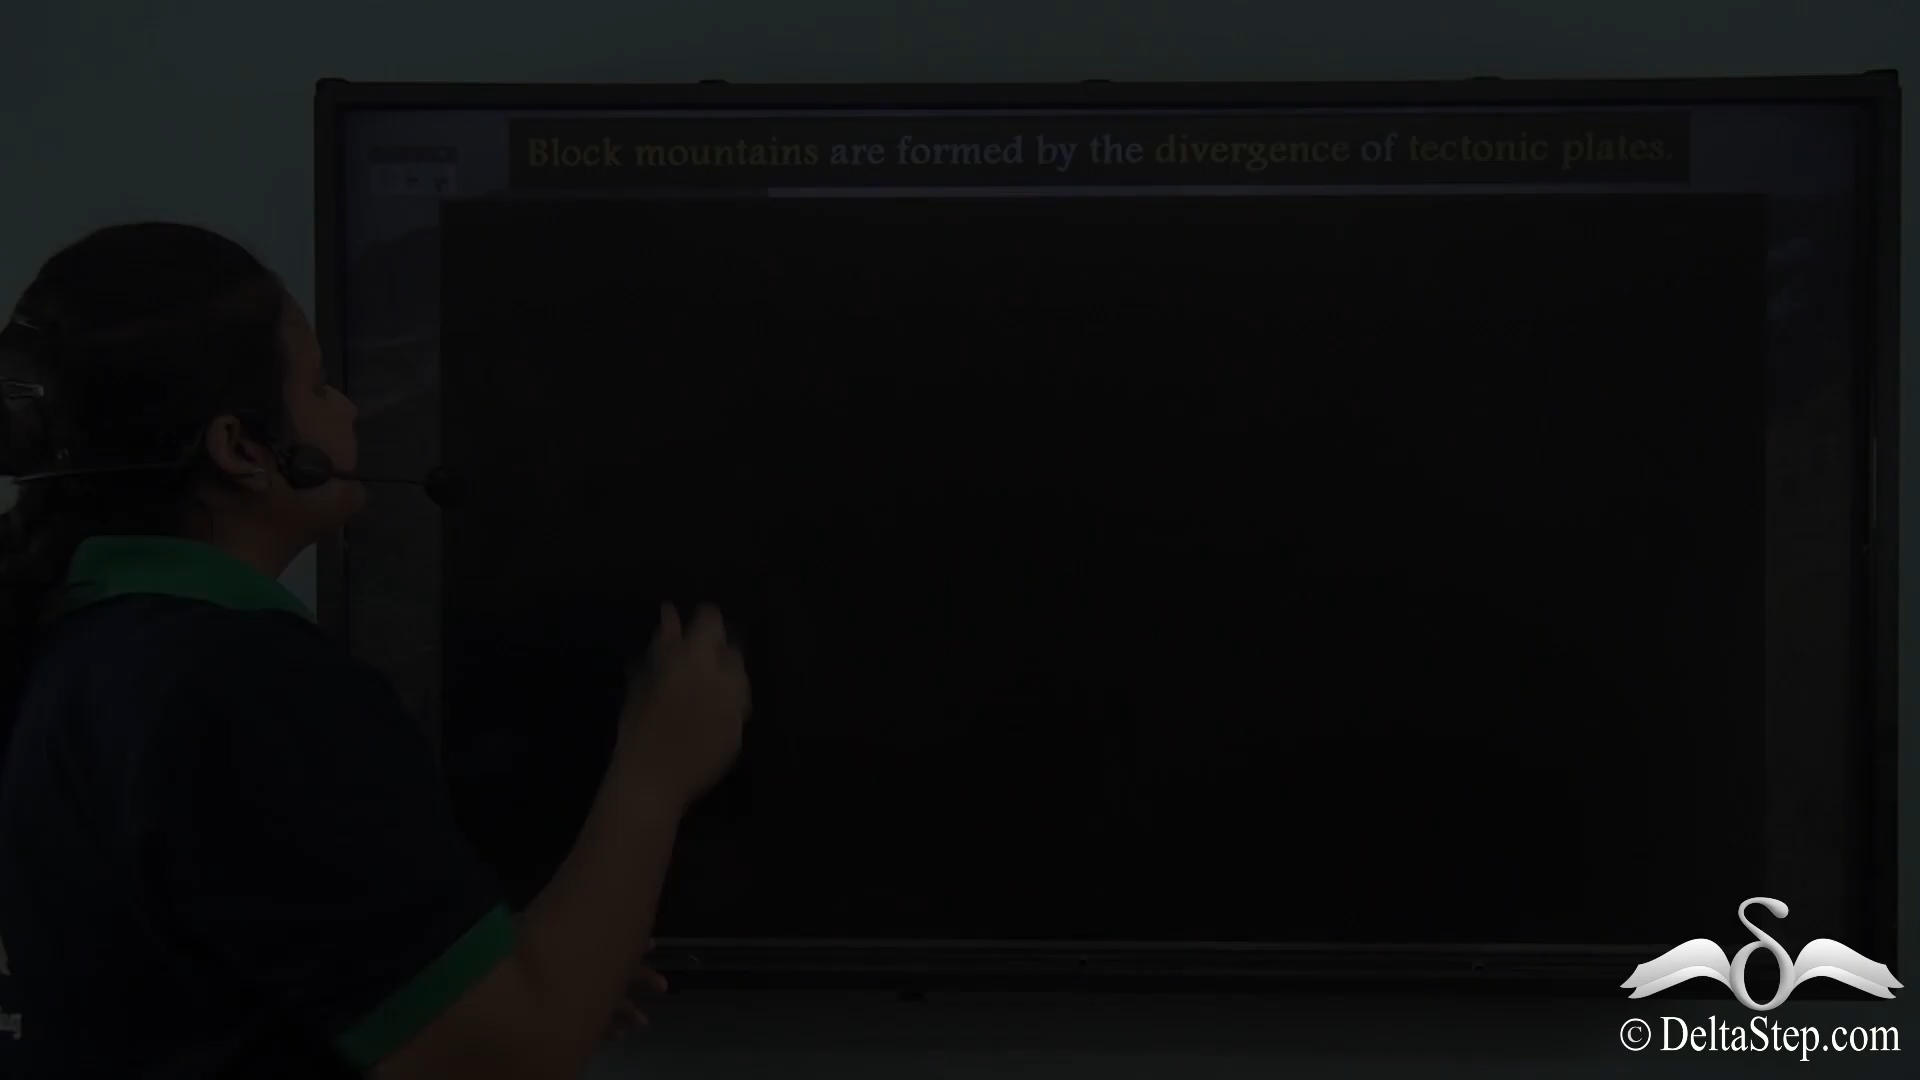 Block mountains are formed by the divergence of tectonic plates.
© DeltaStep.com